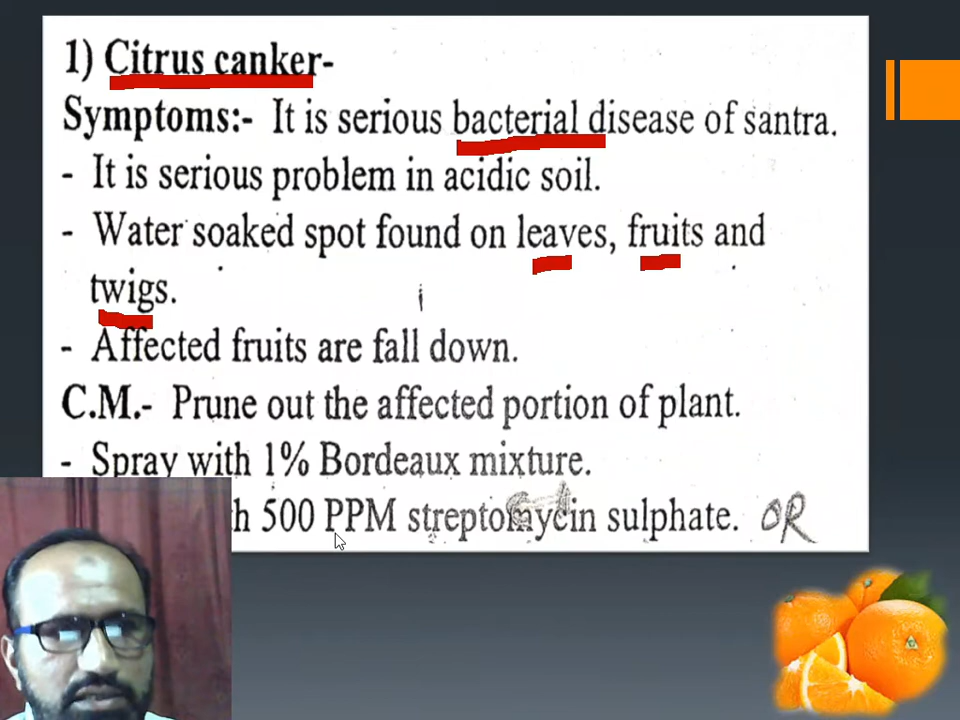 1) Citrus canker-
Symptoms:- It is serious bacterial disease of santra.
- It is serious problem in acidic soil.
- Water soaked spot found on leaves, fruits and
twigs.
- Affected fruits are fall down.
C.M.- Prune out the affected portion of plant.
- Spray with 1% Bordeaux mixture.
500 PPM streptomycin sulphate. OR